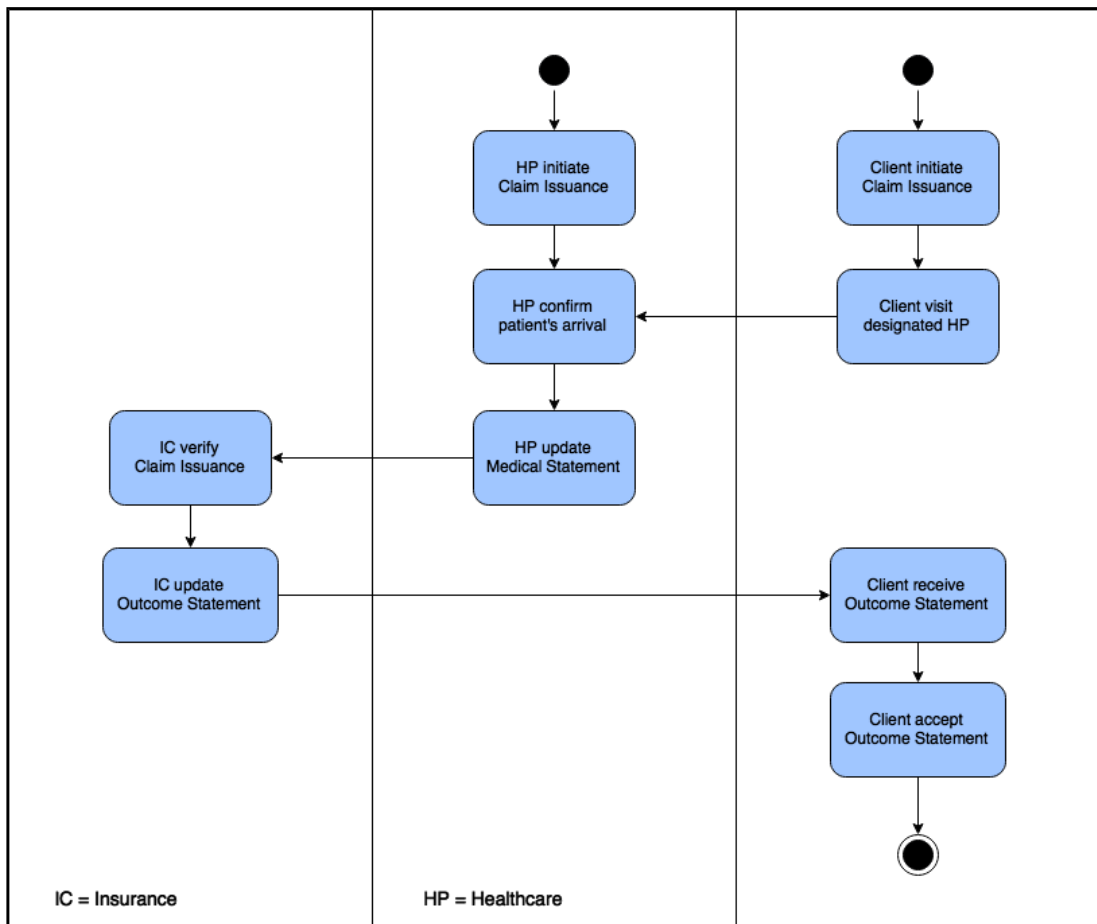 HP initiate
Claim Issuance
Client initiate
Claim Issuance
HP confirm
patient's arrival
Client visit
designated HP
IC verify
Claim Issuance
HP update
Medical Statement
IC update
Outcome Statement
Client receive
Outcome Statement
Client accept
Outcome Statement
IC = Insurance
HP = Healthcare